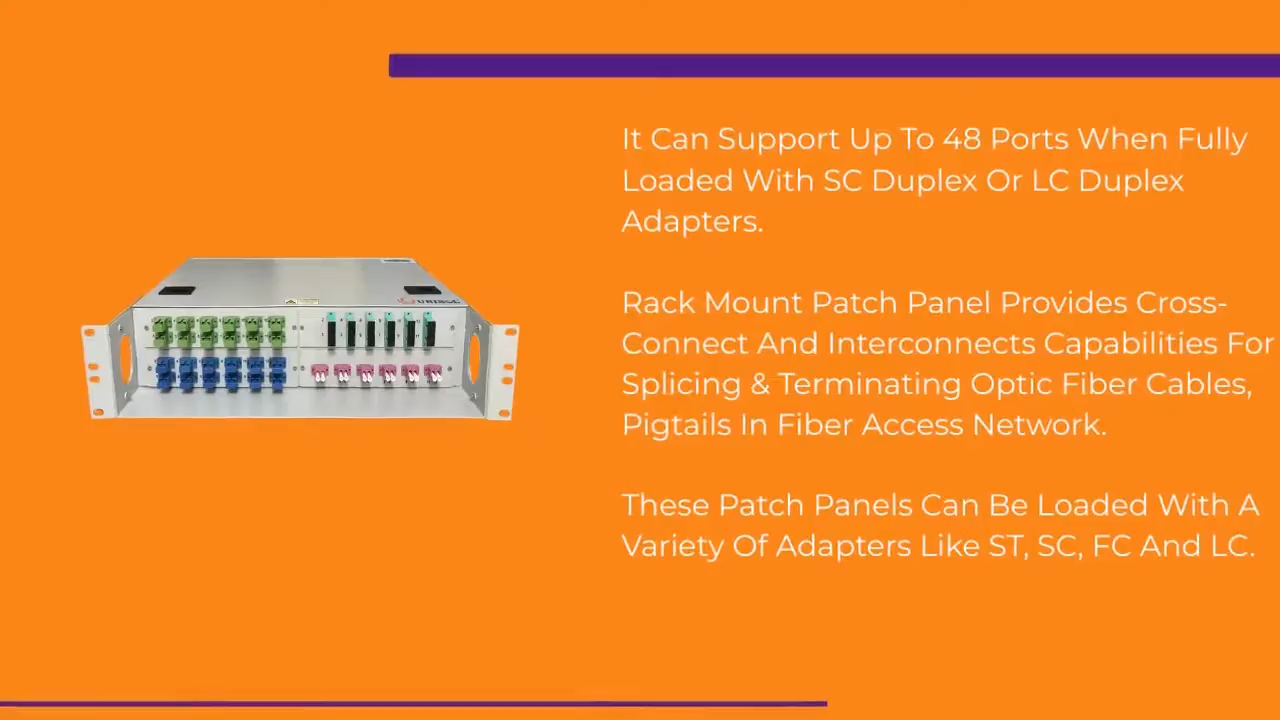 It Can Support Up To 48 Ports When Fully
Loaded With SC Duplex Or LC Duplex
Adapters.
Rack Mount Patch Panel Provides Cross-
Connect And Interconnects Capabilities For
Splicing & Terminating Optic Fiber Cables,
Pigtails In Fiber Access Network.
These Patch Panels Can Be Loaded With A
Variety Of Adapters Like ST, SC, FC And LC.